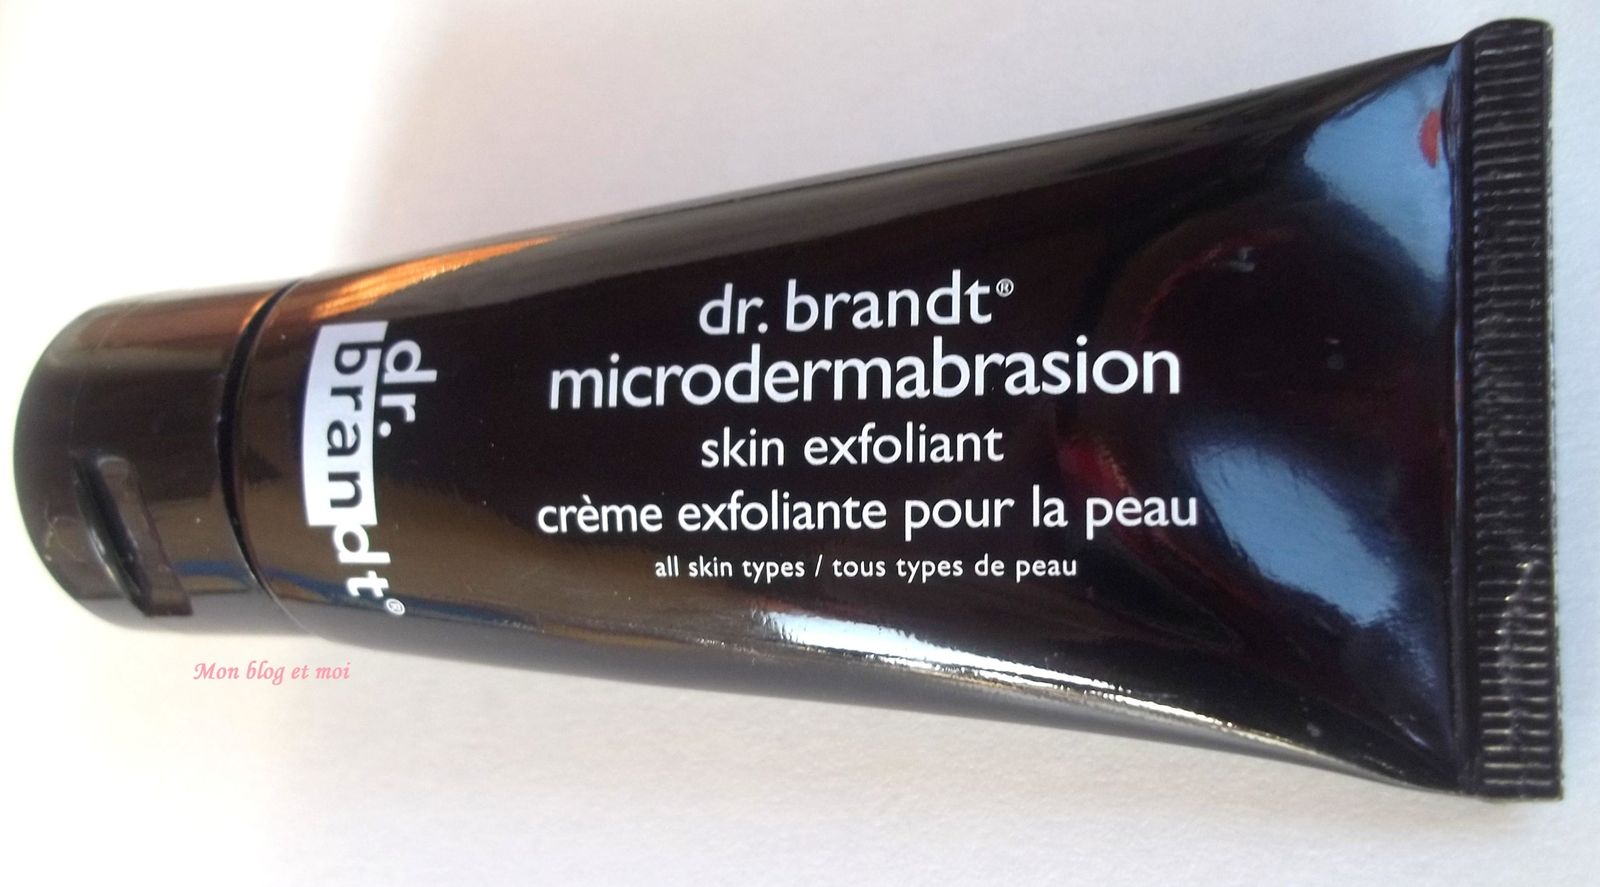 dr.
brandt®
dr. brandt®
microdermabrasion
skin exfoliant
crème exfoliante pour la peau
all skin types / tous types de peau
Mon blog et moi